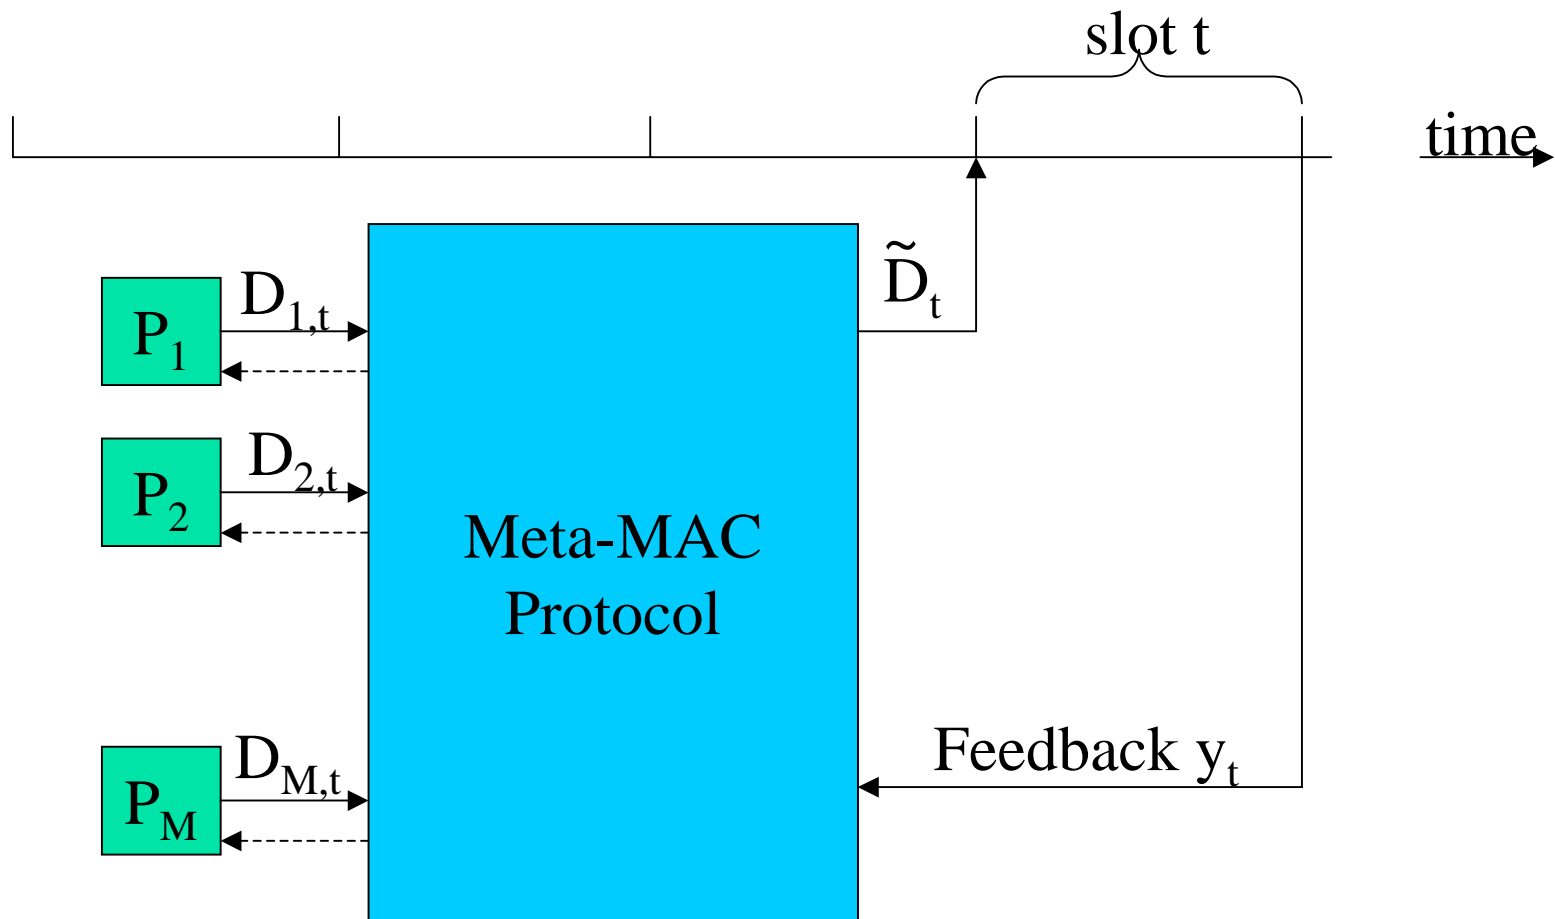 slot t
time
D̃t
D1,t
P1
D2,t
P2
Meta-MAC
Protocol
Feedback yt
DM,t
PM